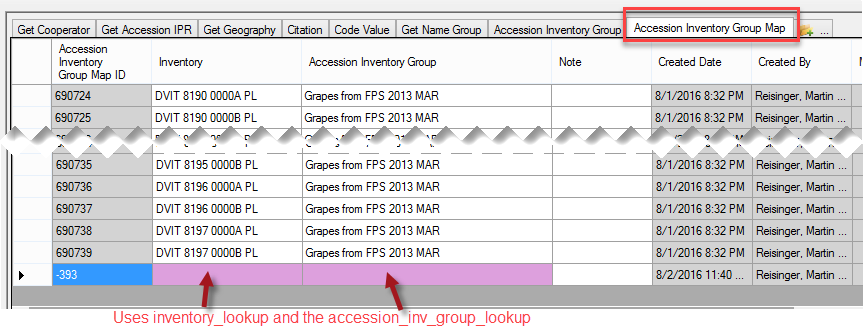 Get Cooperator Get Accession IPR Get Geography Citation Code Value Get Name Group Accession Inventory Group Accession Inventory Group Map ...
Accession Inventory Group Map ID Inventory Accession Inventory Group Note Created Date Created By
690724 DVIT 8190 0000A PL Grapes from FPS 2013 MAR 8/1/2016 8:32 PM Reisinger, Martin ...
690725 DVIT 8190 0000B PL Grapes from FPS 2013 MAR 8/1/2016 8:32 PM Reisinger, Martin ...
690735 DVIT 8195 0000B PL Grapes from FPS 2013 MAR 8/1/2016 8:32 PM Reisinger, Martin ...
690736 DVIT 8196 0000A PL Grapes from FPS 2013 MAR 8/1/2016 8:32 PM Reisinger, Martin ...
690737 DVIT 8196 0000B PL Grapes from FPS 2013 MAR 8/1/2016 8:32 PM Reisinger, Martin ...
690738 DVIT 8197 0000A PL Grapes from FPS 2013 MAR 8/1/2016 8:32 PM Reisinger, Martin ...
690739 DVIT 8197 0000B PL Grapes from FPS 2013 MAR 8/1/2016 8:32 PM Reisinger, Martin ...
-393 8/2/2016 11:40 ... Reisinger, Martin ...
Uses inventory_lookup and the accession_inv_group_lookup